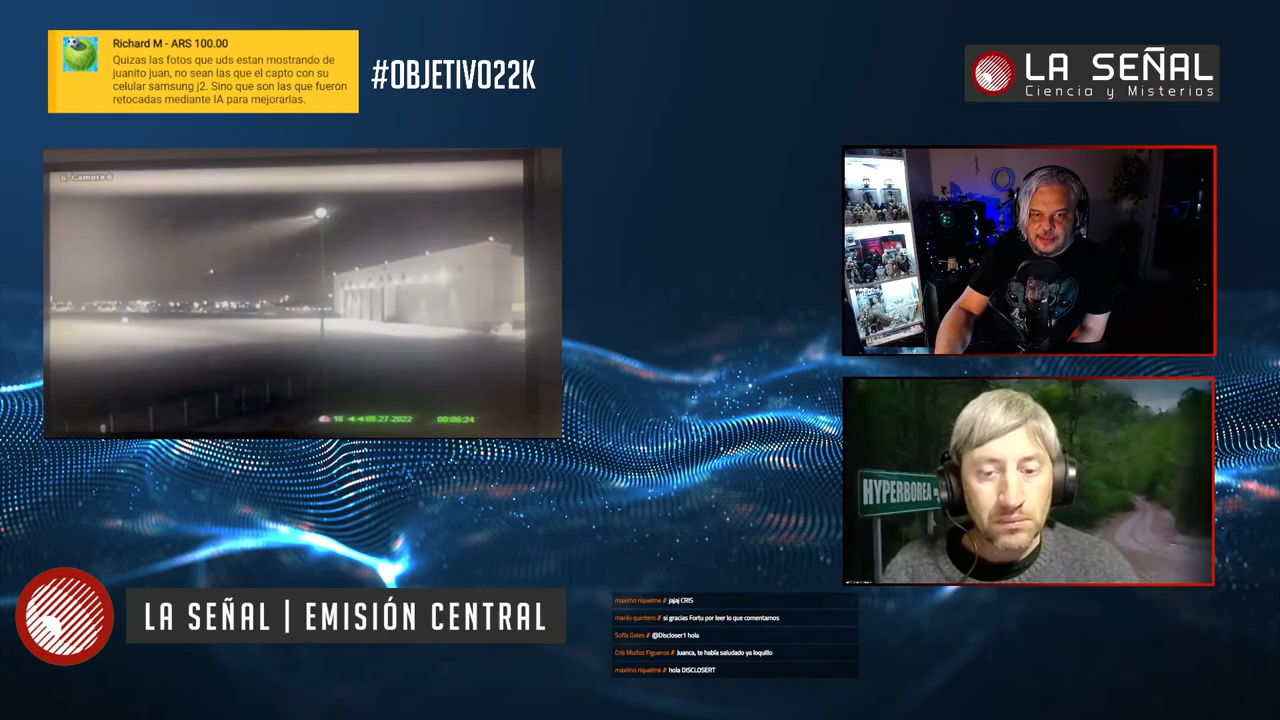 Richard M - ARS 100.00
Quizas las fotos que uds estan mostrando de
juanito juan, no sean las que el capto con su
celular samsung j2. Sino que son las que fueron
retocadas mediante IA para mejorarlas.
#OBJETIVO22K
LA SEÑAL
Ciencia y Misterios
6° Camera 6
16 ◄◄08-27-2022 00:06:24
HYPERBOREA
LA SEÑAL | EMISIÓN CENTRAL
maximo riquelme // jajaj CRIS
marilu quintero // si gracias Fortu por leer lo que comentamos
Sofía Gales // @Discloser1 hola
Cris Muñoz Figueroa // Juanca, te había saludado ya loquillo
maximo riquelme // hola DISCLOSERT